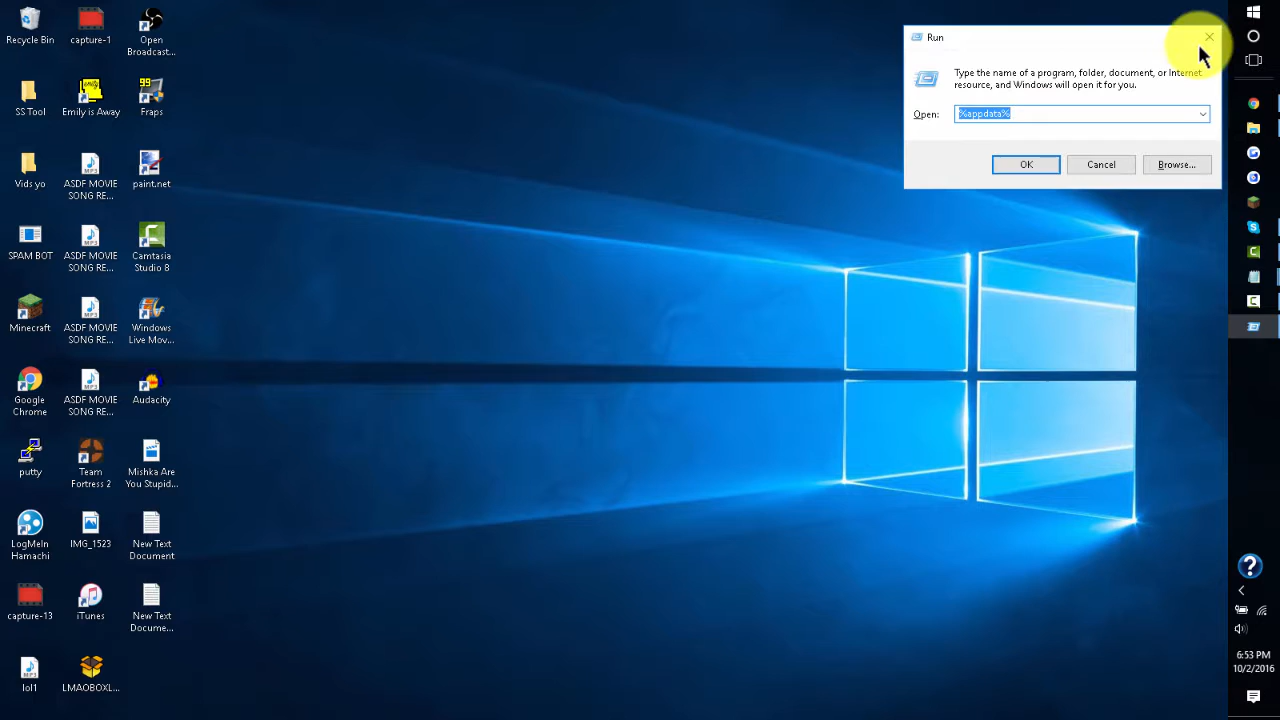 Recycle Bin
capture-1
Open
Broadcast...
SS Tool
Emily is Away
Fraps
99
Vids yo
ASDF MOVIE
SONG RE...
paint.net
SPAM BOT
ASDF MOVIE
SONG RE...
Camtasia
Studio 8
Minecraft
ASDF MOVIE
SONG RE...
Windows
Live Mov...
Google
Chrome
ASDF MOVIE
SONG RE...
Audacity
putty
Team
Fortress 2
Mishka Are
You Stupid...
LogMeIn
Hamachi
IMG_1523
New Text
Document
capture-13
iTunes
New Text
Docume...
lol1
LMAOBOXL...
Run
Type the name of a program, folder, document, or Internet
resource, and Windows will open it for you.
Open:
%appdata%
OK
Cancel
Browse...
6:53 PM
10/2/2016